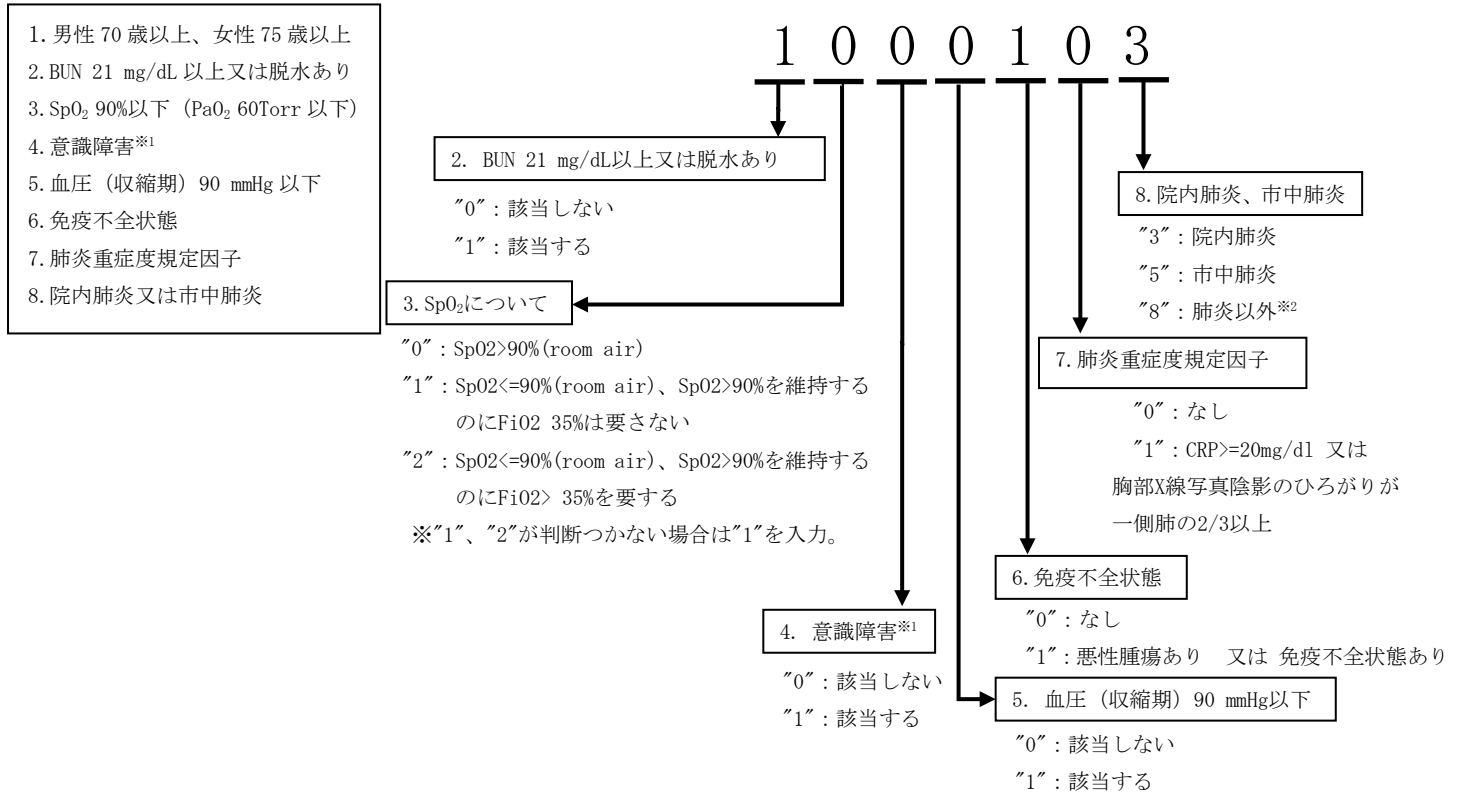 1.男性 70 歳以上、女性 75 歳以上
2.BUN 21 mg/dL 以上又は脱水あり
3.SpO₂ 90%以下 (PaO₂ 60Torr 以下)
4.意識障害※1
5.血圧（収縮期）90 mmHg 以下
6.免疫不全状態
7.肺炎重症度規定因子
8.院内肺炎又は市中肺炎
1 0 0 0 1 0 3
2. BUN 21 mg/dL以上又は脱水あり
"0"：該当しない
"1"：該当する
3.SpO₂について
"0"：SpO2>90%(room air)
"1"：SpO2<=90%(room air)、SpO2>90%を維持する
のにFiO2 35%は要さない
"2"：SpO2<=90%(room air)、SpO2>90%を維持する
のにFiO2> 35%を要する
※"1"、"2"が判断つかない場合は"1"を入力。
4. 意識障害※1
"0"：該当しない
"1"：該当する
5. 血圧（収縮期）90 mmHg以下
"0"：該当しない
"1"：該当する
6.免疫不全状態
"0"：なし
"1"：悪性腫瘍あり 又は 免疫不全状態あり
7.肺炎重症度規定因子
"0"：なし
"1"：CRP>=20mg/dl 又は
胸部X線写真陰影のひろがりが
一側肺の2/3以上
8.院内肺炎、市中肺炎
"3"：院内肺炎
"5"：市中肺炎
"8"：肺炎以外※2